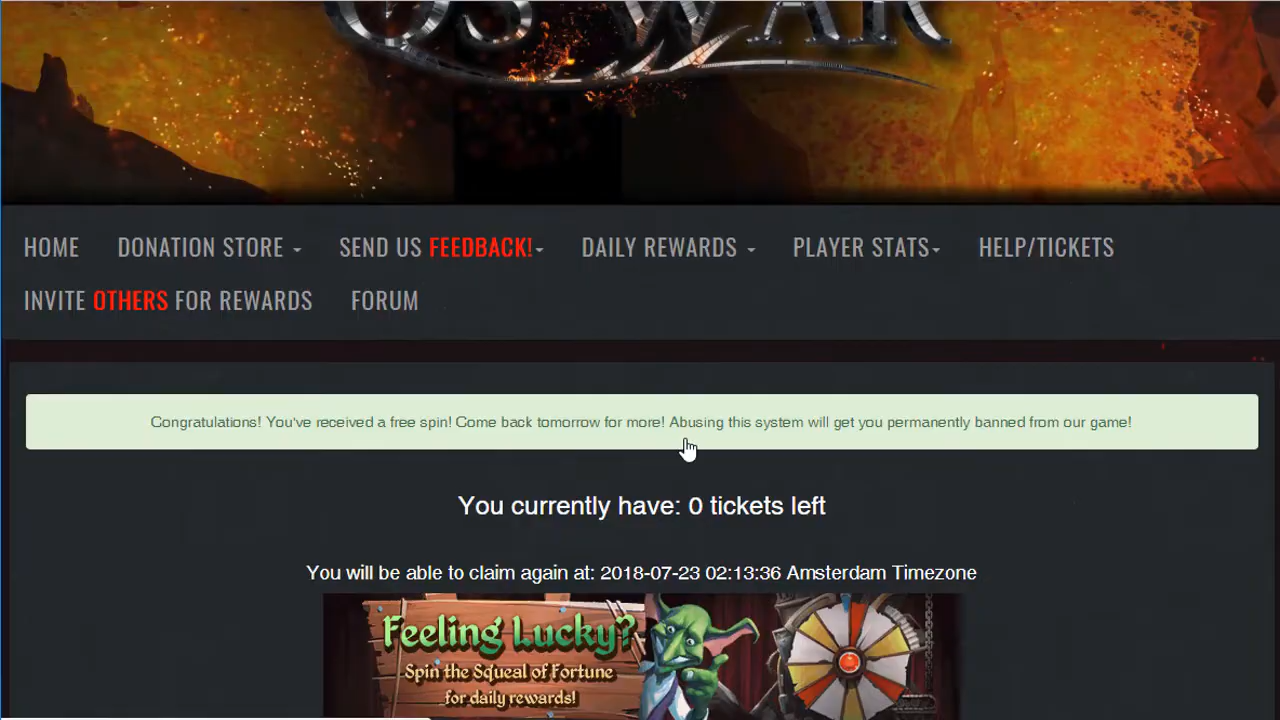 OS WAR
HOME DONATION STORE SEND US FEEDBACK! DAILY REWARDS PLAYER STATS HELP/TICKETS
INVITE OTHERS FOR REWARDS FORUM
Congratulations! You've received a free spin! Come back tomorrow for more! Abusing this system will get you permanently banned from our game!
You currently have: 0 tickets left
You will be able to claim again at: 2018-07-23 02:13:36 Amsterdam Timezone
Feeling Lucky?
Spin the Squeal of Fortune
for daily rewards!